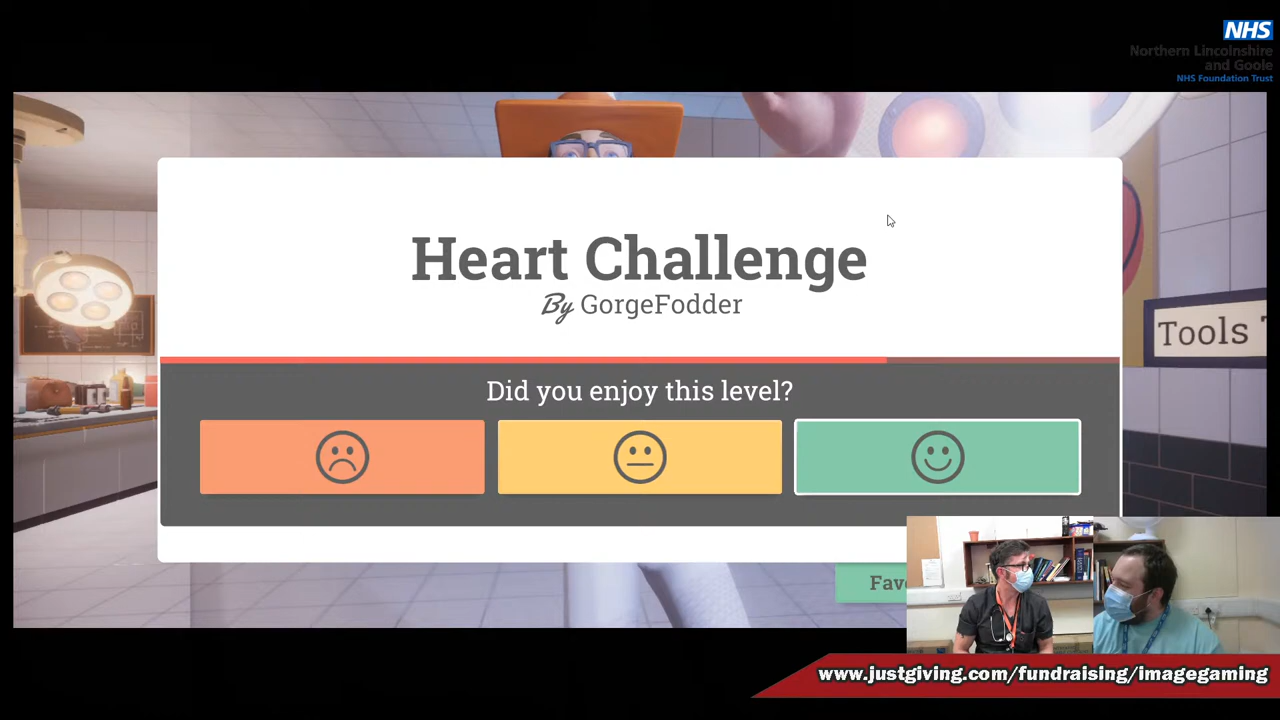 NHS
Northern Lincolnshire
and Goole
NHS Foundation Trust
Heart Challenge
By GorgeFodder
Tools
Did you enjoy this level?
www.justgiving.com/fundraising/imagegaming